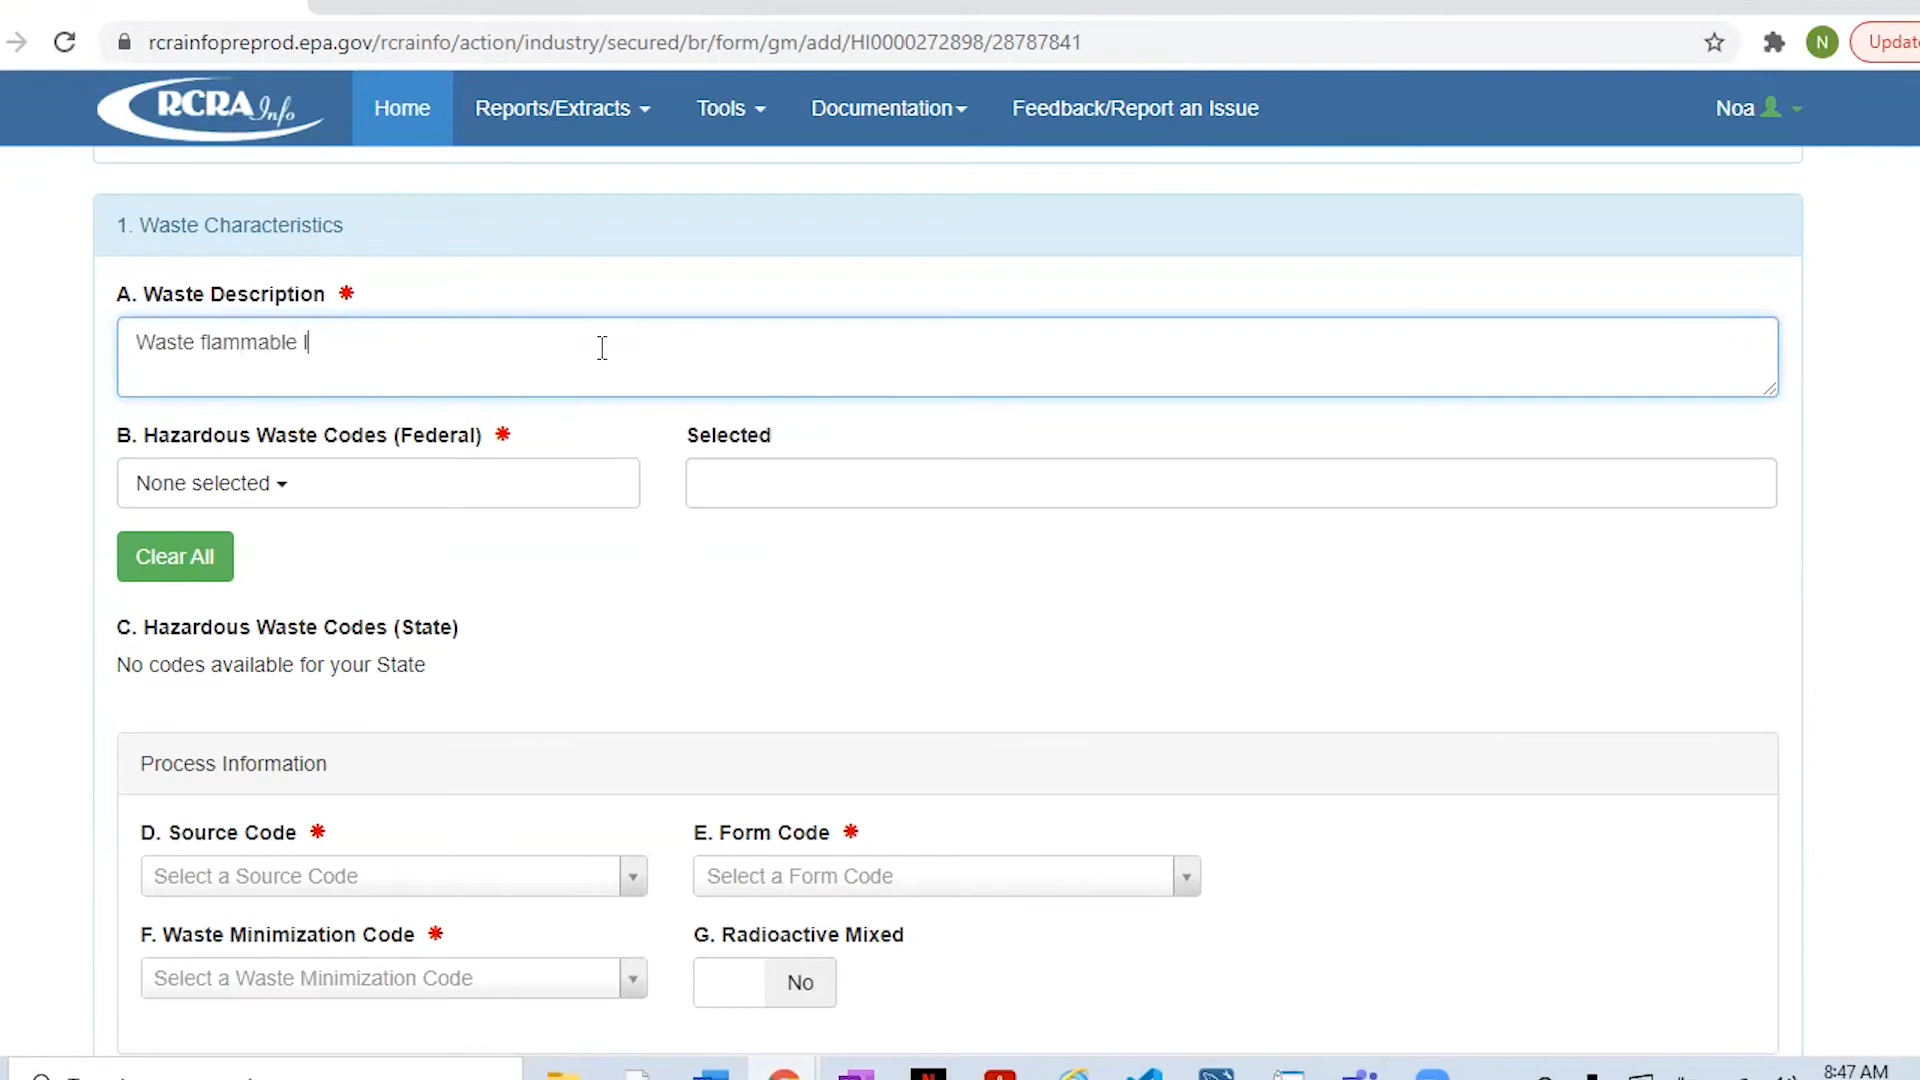 rcrainfopreprod.epa.gov/rcrainfo/action/industry/secured/br/form/gm/add/HI0000272898/28787841
N
Update
RCRA Info
Home
Reports/Extracts
Tools
Documentation
Feedback/Report an Issue
Noa
1. Waste Characteristics
A. Waste Description *
Waste flammable l
B. Hazardous Waste Codes (Federal) *
Selected
None selected
Clear All
C. Hazardous Waste Codes (State)
No codes available for your State
Process Information
D. Source Code *
E. Form Code *
Select a Source Code
Select a Form Code
F. Waste Minimization Code *
G. Radioactive Mixed
Select a Waste Minimization Code
No
8:47 AM